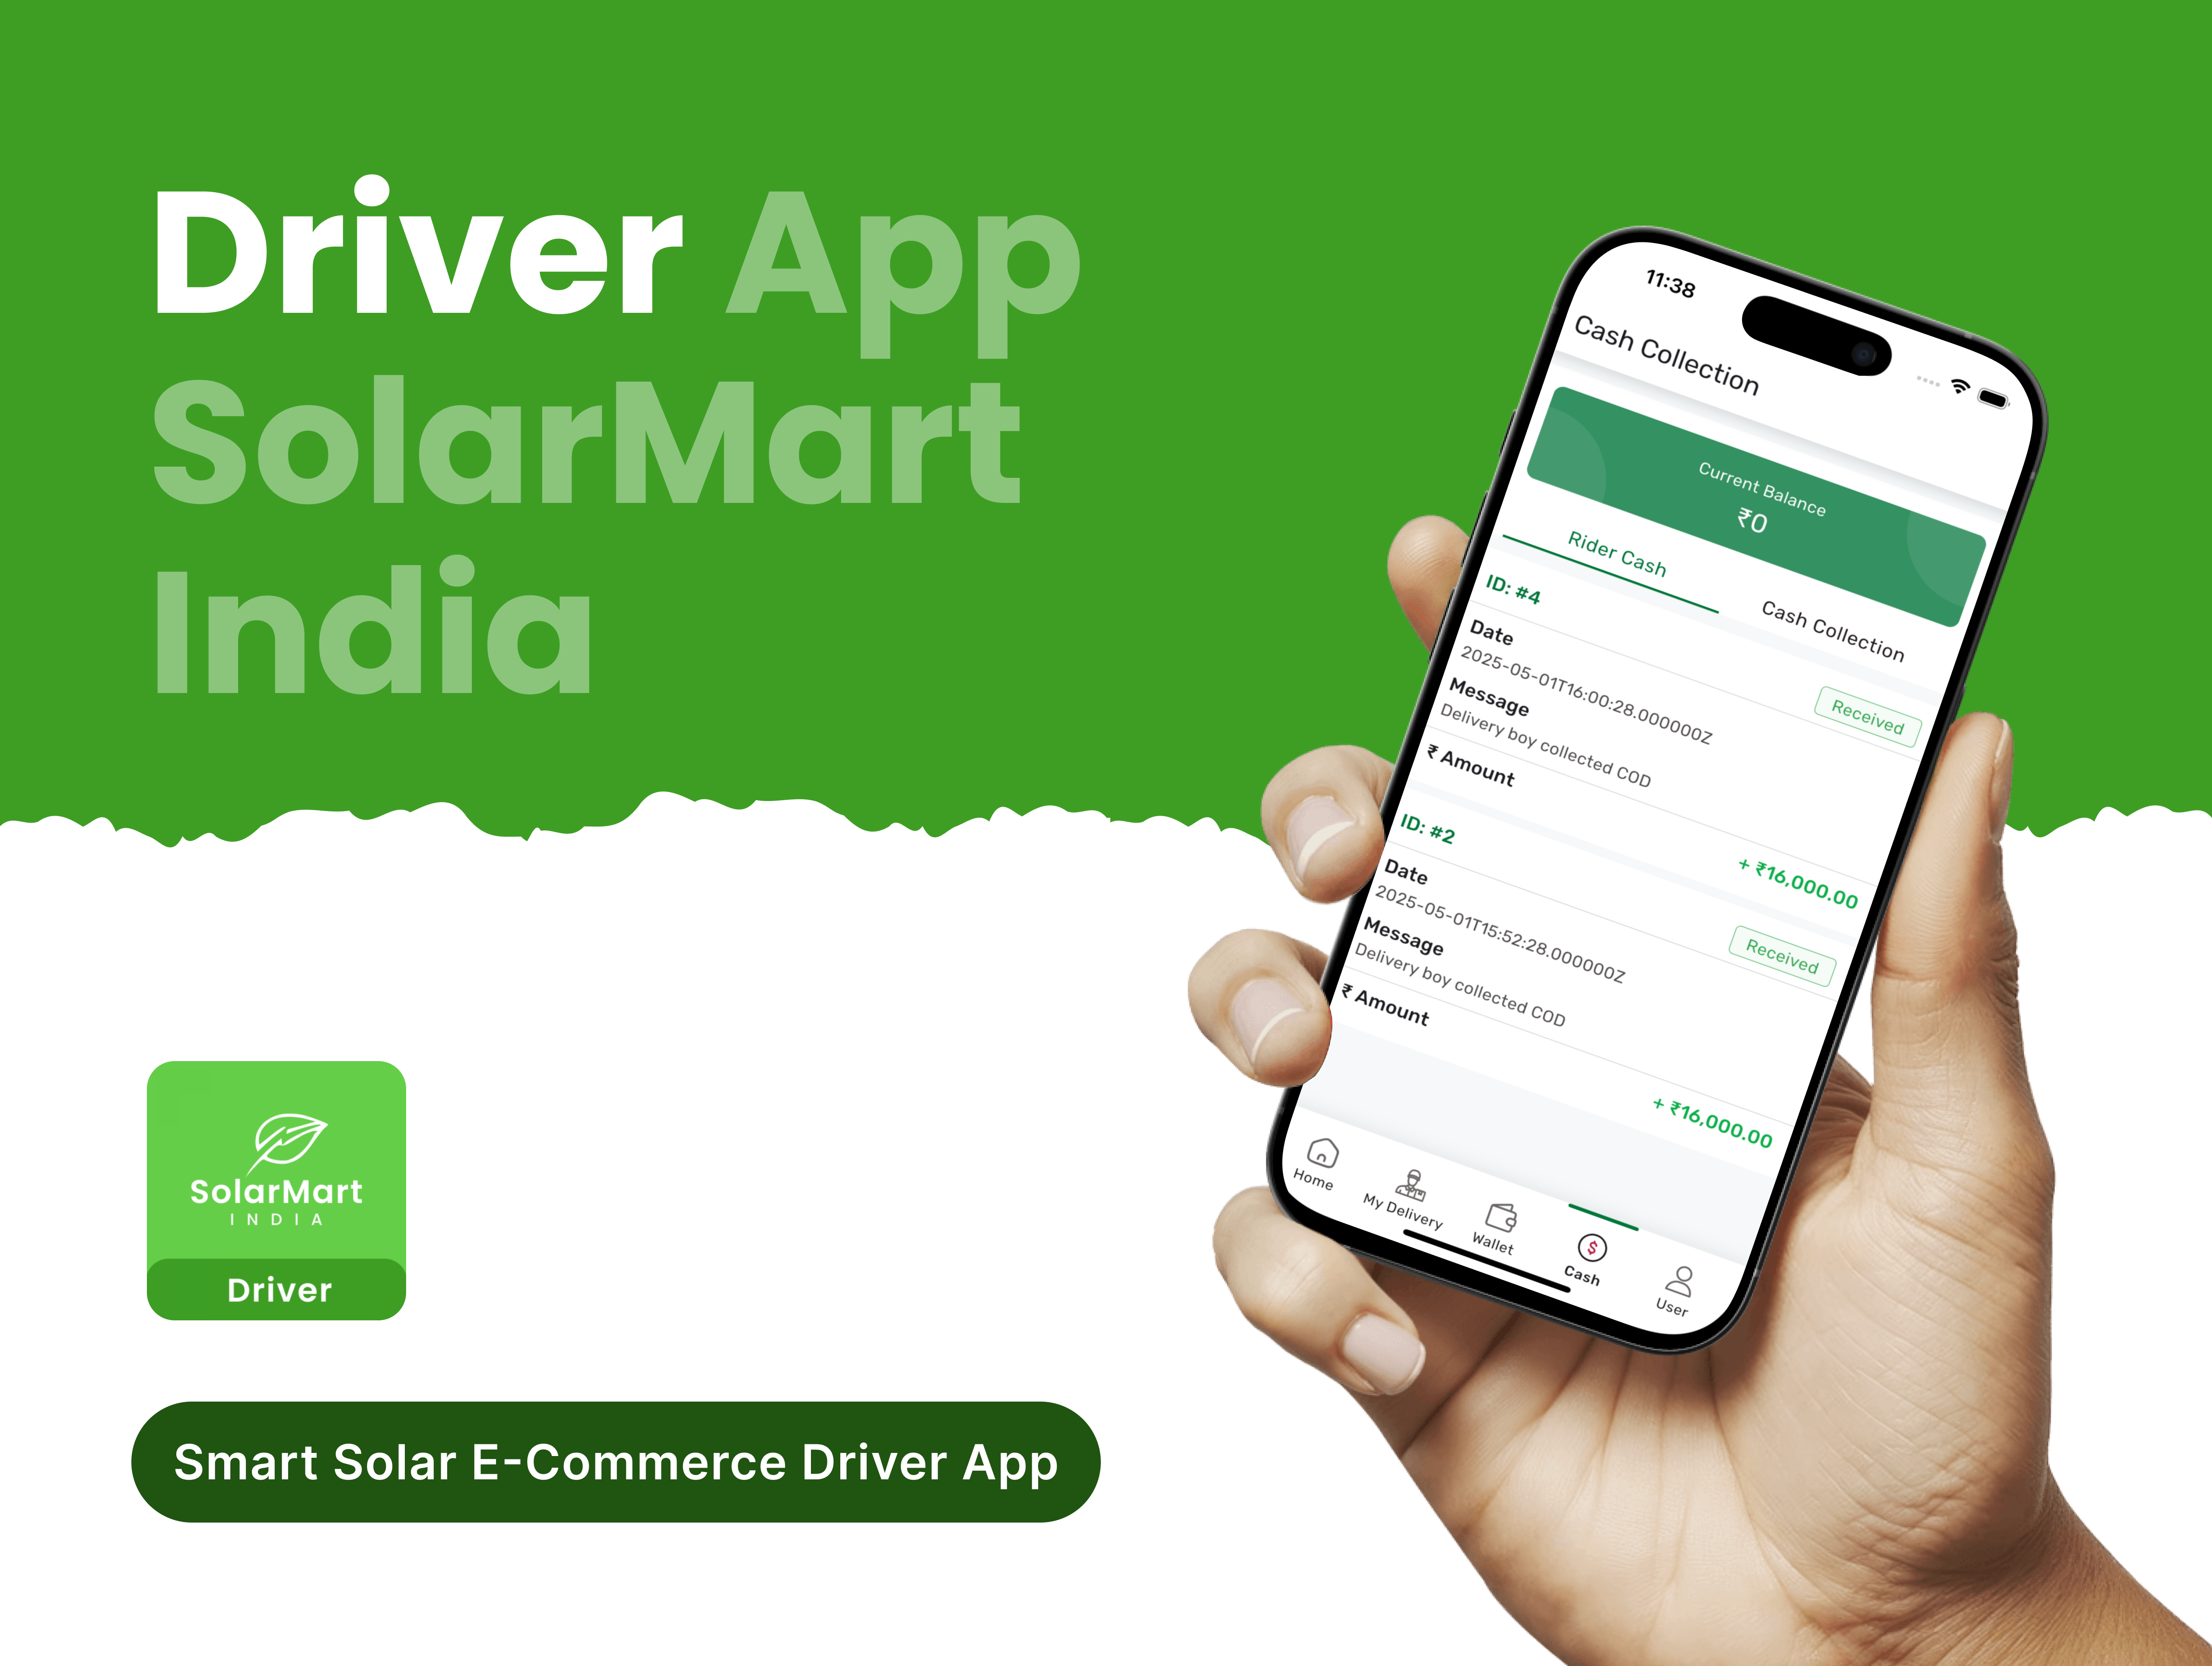 Driver App
SolarMart
India
SolarMart
INDIA
Driver
Smart Solar E-Commerce Driver App
11:38
Cash Collection
Current Balance
₹0
Rider Cash
Cash Collection
ID: #4
Received
Date
2025-05-01T16:00:28.000000Z
Message
Delivery boy collected COD
₹ Amount
+ ₹16,000.00
ID: #2
Received
Date
2025-05-01T15:52:28.000000Z
Message
Delivery boy collected COD
₹ Amount
+ ₹16,000.00
Home
My Delivery
Wallet
$
Cash
User